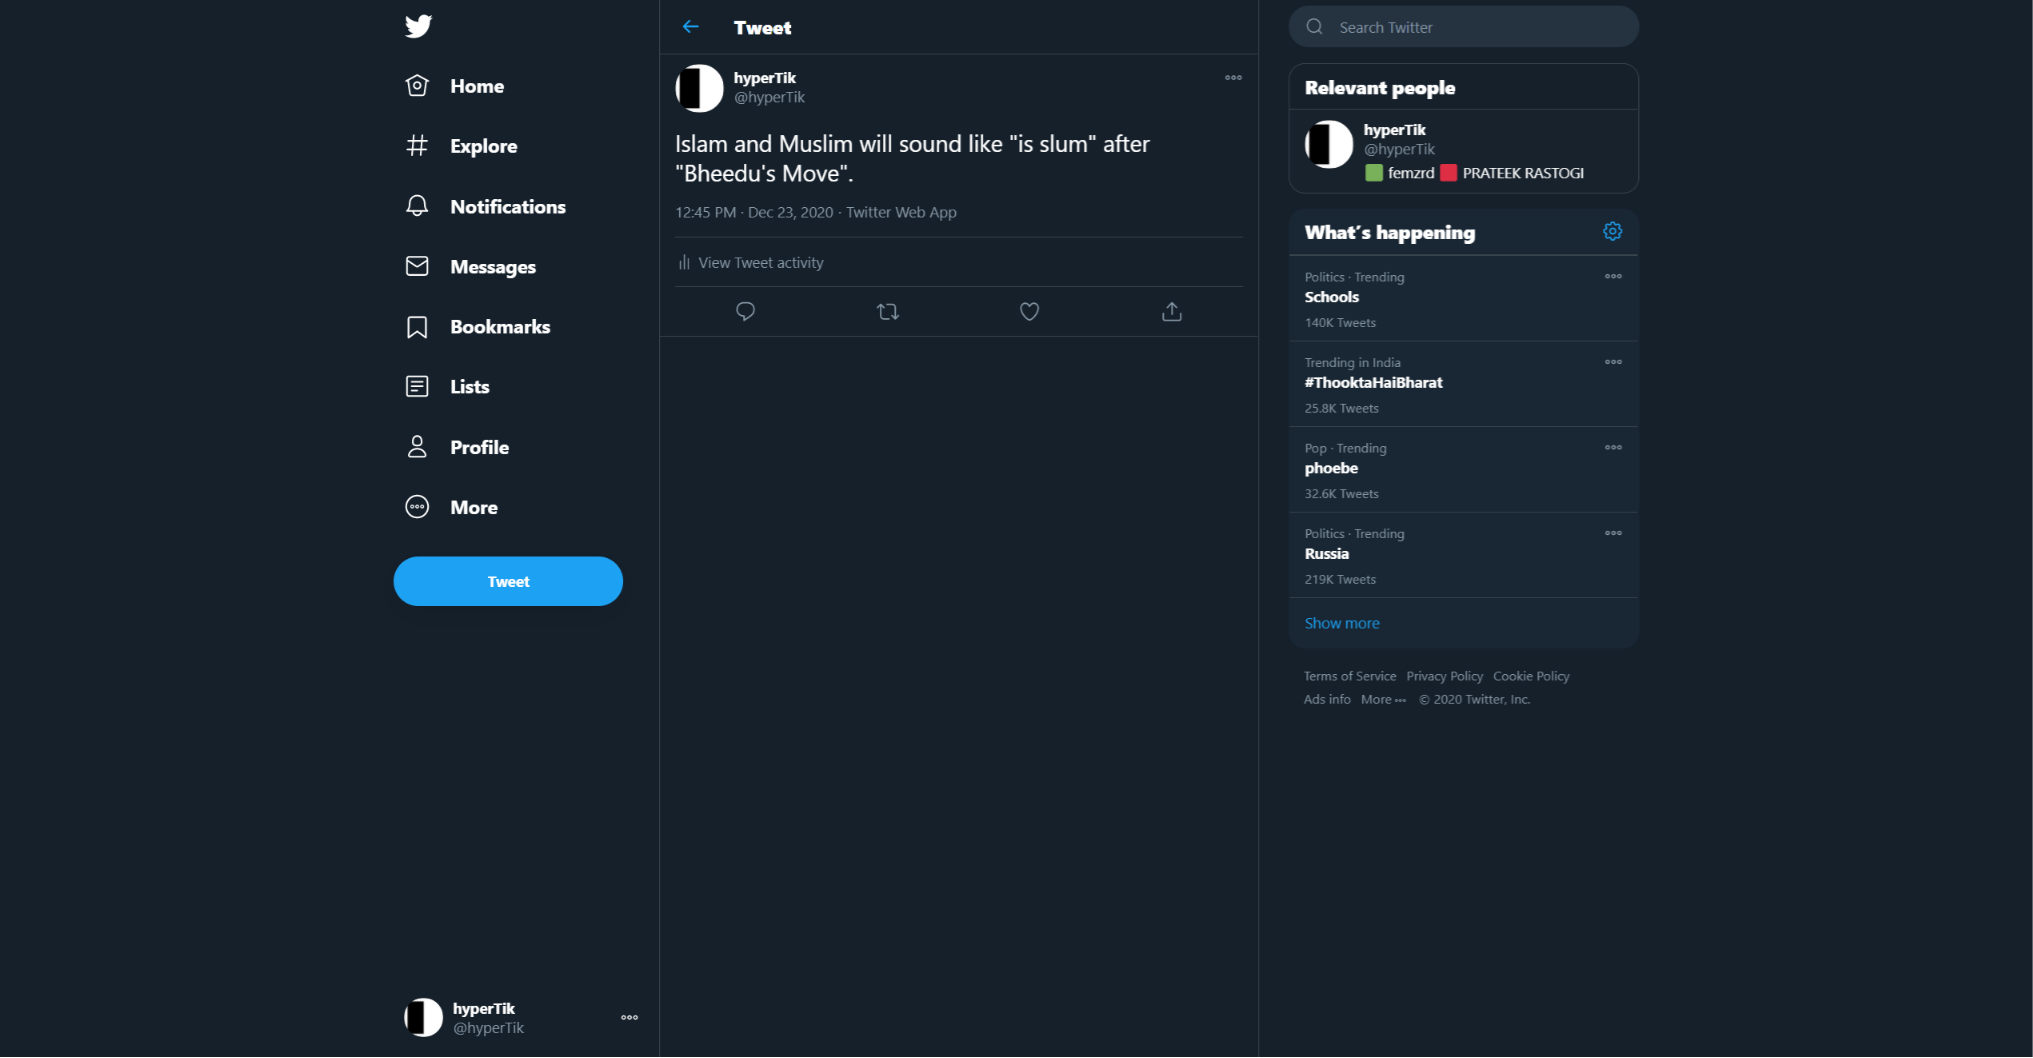 Home
Explore
Notifications
Messages
Bookmarks
Lists
Profile
More
Tweet
hyperTik
@hyperTik
Tweet
hyperTik
@hyperTik
Islam and Muslim will sound like "is slum" after
"Bheedu's Move".
12:45 PM · Dec 23, 2020 · Twitter Web App
View Tweet activity
Search Twitter
Relevant people
hyperTik
@hyperTik
🟩 femzrd 🟥 PRATEEK RASTOGI
What's happening
Politics · Trending
Schools
140K Tweets
Trending in India
#ThooktaHaiBharat
25.8K Tweets
Pop · Trending
phoebe
32.6K Tweets
Politics · Trending
Russia
219K Tweets
Show more
Terms of Service Privacy Policy Cookie Policy
Ads info More ••• © 2020 Twitter, Inc.